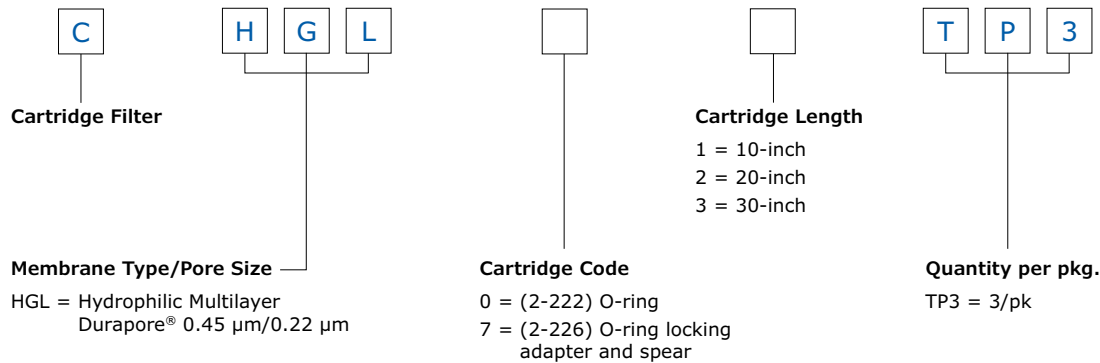 C H G L T P 3
Cartridge Filter
Cartridge Length
1 = 10-inch
2 = 20-inch
3 = 30-inch
Membrane Type/Pore Size
HGL = Hydrophilic Multilayer
Durapore® 0.45 µm/0.22 µm
Cartridge Code
0 = (2-222) O-ring
7 = (2-226) O-ring locking
adapter and spear
Quantity per pkg.
TP3 = 3/pk